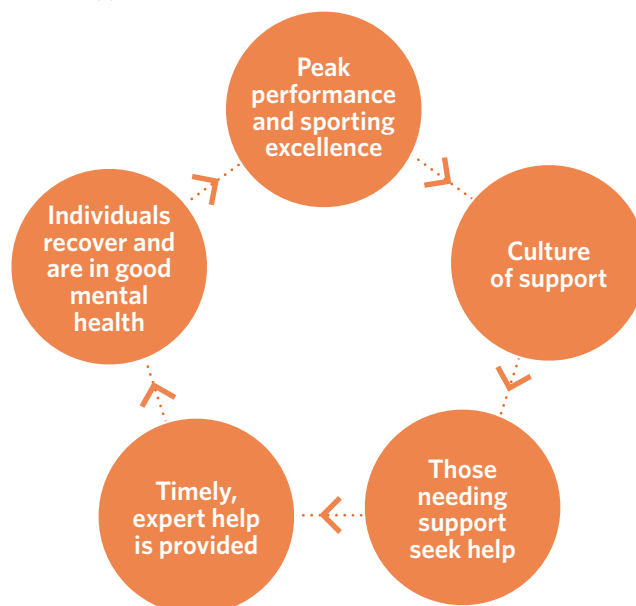 Peak
performance
and sporting
excellence
Culture
of support
Those
needing
support
seek help
Timely,
expert help
is provided
Individuals
recover and
are in good
mental
health